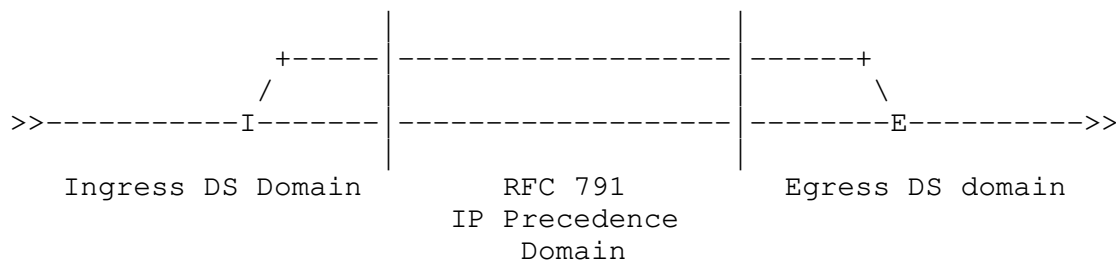 |                   |
               +-----|-------------------|------+
              /      |                   |       \
>>-----------I-------|-------------------|--------E---------->>
                     |                   |
   Ingress DS Domain        RFC 791      Egress DS domain
                         IP Precedence
                             Domain